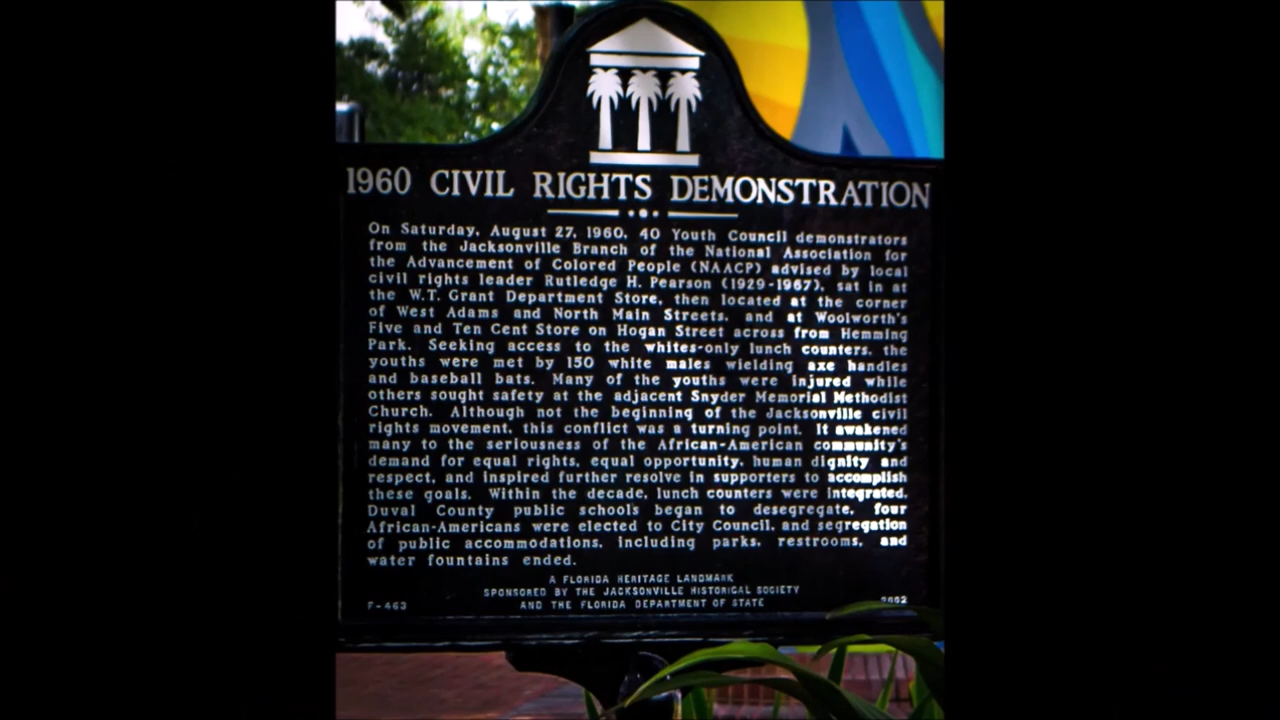 1960 CIVIL RIGHTS DEMONSTRATION
On Saturday, August 27, 1960, 40 Youth Council demonstrators
from the Jacksonville Branch of the National Association for
the Advancement of Colored People (NAACP) advised by local
civil rights leader Rutledge H. Pearson (1929-1967), sat in at
the W.T. Grant Department Store, then located at the corner
of West Adams and North Main Streets, and at Woolworth's
Five and Ten Cent Store on Hogan Street across from Hemming
Park. Seeking access to the whites-only lunch counters, the
youths were met by 150 white males wielding axe handles
and baseball bats. Many of the youths were injured while
others sought safety at the adjacent Snyder Memorial Methodist
Church. Although not the beginning of the Jacksonville civil
rights movement, this conflict was a turning point. It awakened
many to the seriousness of the African-American community's
demand for equal rights, equal opportunity, human dignity and
respect, and inspired further resolve in supporters to accomplish
these goals. Within the decade, lunch counters were integrated,
Duval County public schools began to desegregate, four
African-Americans were elected to City Council, and segregation
of public accommodations, including parks, restrooms, and
water fountains ended.
A FLORIDA HERITAGE LANDMARK
SPONSORED BY THE JACKSONVILLE HISTORICAL SOCIETY
AND THE FLORIDA DEPARTMENT OF STATE
F-463